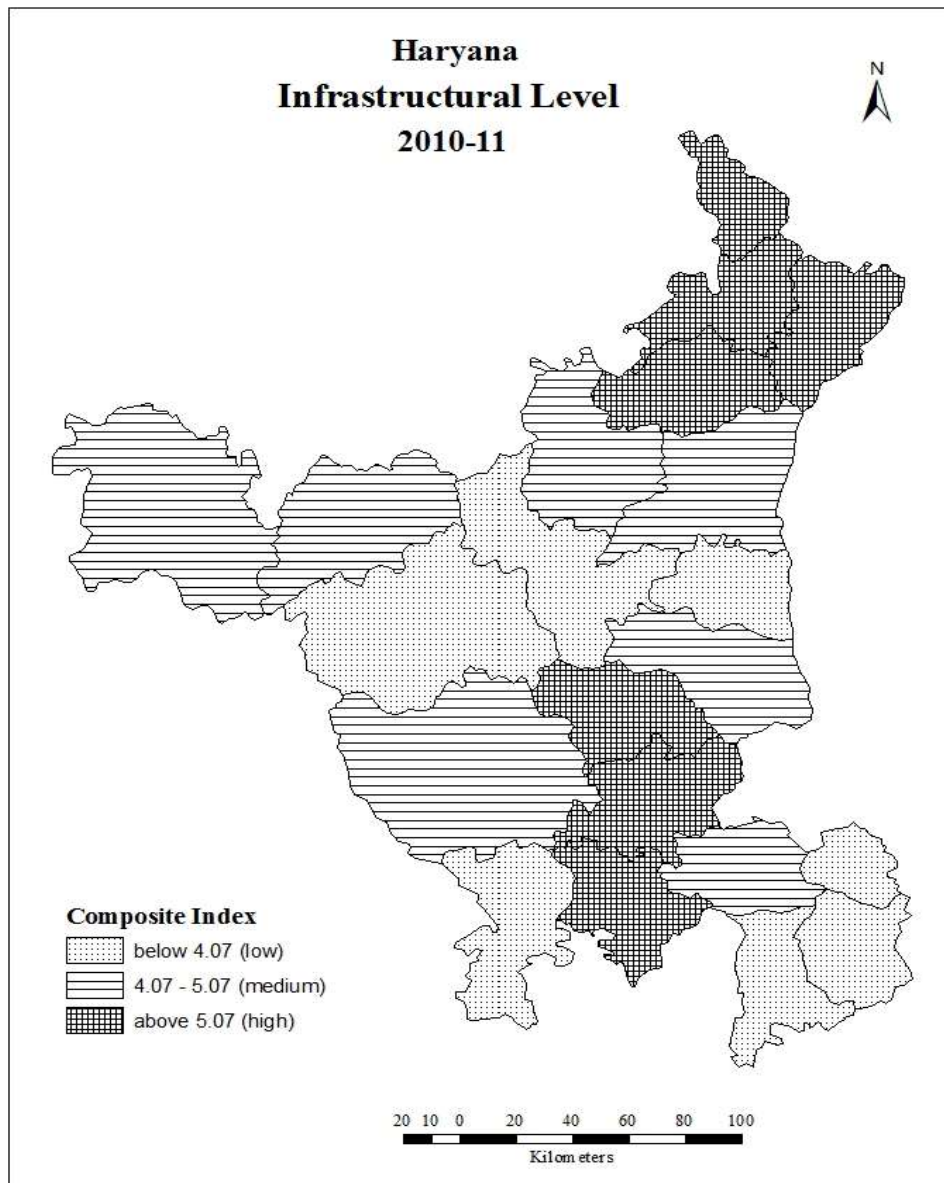 Haryana
Infrastructural Level
2010-11
N
Composite Index
below 4.07 (low)
4.07 - 5.07 (medium)
above 5.07 (high)
20 10 0 20 40 60 80 100
Kilometers